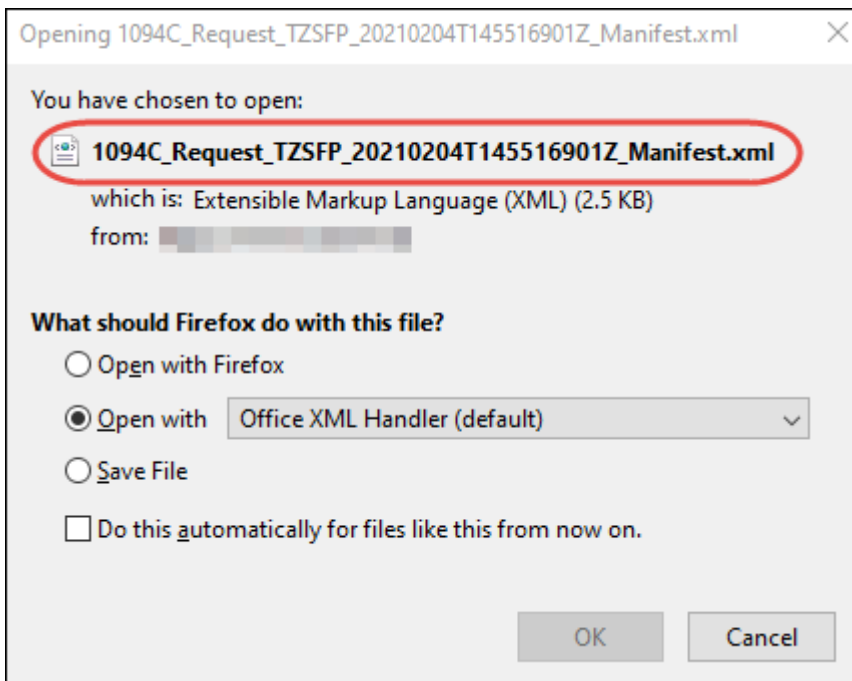 Opening 1094C_Request_TZSFP_20210204T145516901Z_Manifest.xml
You have chosen to open:
1094C_Request_TZSFP_20210204T145516901Z_Manifest.xml
which is: Extensible Markup Language (XML) (2.5 KB)
from:
What should Firefox do with this file?
Open with Firefox
Open with Office XML Handler (default)
Save File
Do this automatically for files like this from now on.
OK Cancel